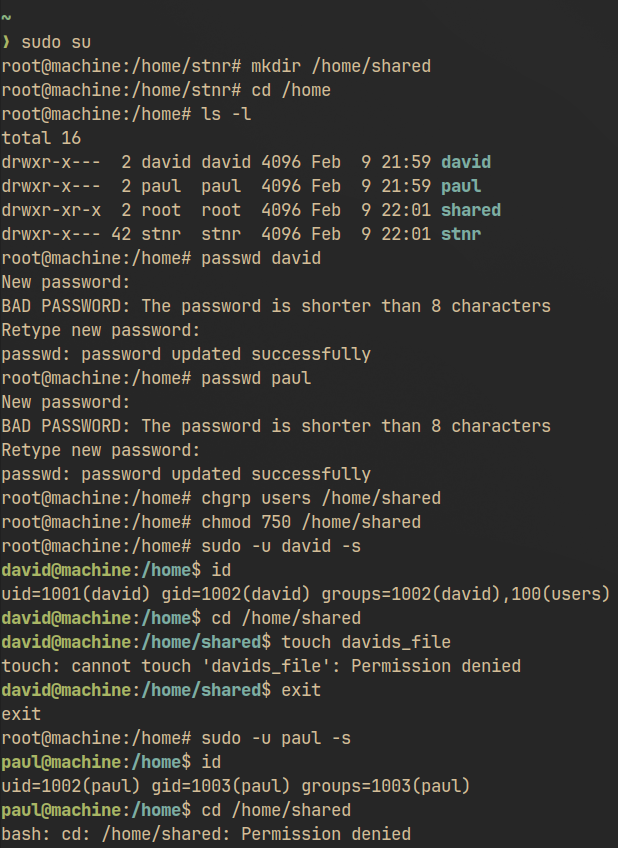 ~
❯ sudo su
root@machine:/home/stnr# mkdir /home/shared
root@machine:/home/stnr# cd /home
root@machine:/home# ls -l
total 16
drwxr-x---  2 david david 4096 Feb  9 21:59 david
drwxr-x---  2 paul  paul  4096 Feb  9 21:59 paul
drwxr-xr-x  2 root  root  4096 Feb  9 22:01 shared
drwxr-x--- 42 stnr  stnr  4096 Feb  9 22:01 stnr
root@machine:/home# passwd david
New password:
BAD PASSWORD: The password is shorter than 8 characters
Retype new password:
passwd: password updated successfully
root@machine:/home# passwd paul
New password:
BAD PASSWORD: The password is shorter than 8 characters
Retype new password:
passwd: password updated successfully
root@machine:/home# chgrp users /home/shared
root@machine:/home# chmod 750 /home/shared
root@machine:/home# sudo -u david -s
david@machine:/home$ id
uid=1001(david) gid=1002(david) groups=1002(david),100(users)
david@machine:/home$ cd /home/shared
david@machine:/home/shared$ touch davids_file
touch: cannot touch 'davids_file': Permission denied
david@machine:/home/shared$ exit
exit
root@machine:/home# sudo -u paul -s
paul@machine:/home$ id
uid=1002(paul) gid=1003(paul) groups=1003(paul)
paul@machine:/home$ cd /home/shared
bash: cd: /home/shared: Permission denied